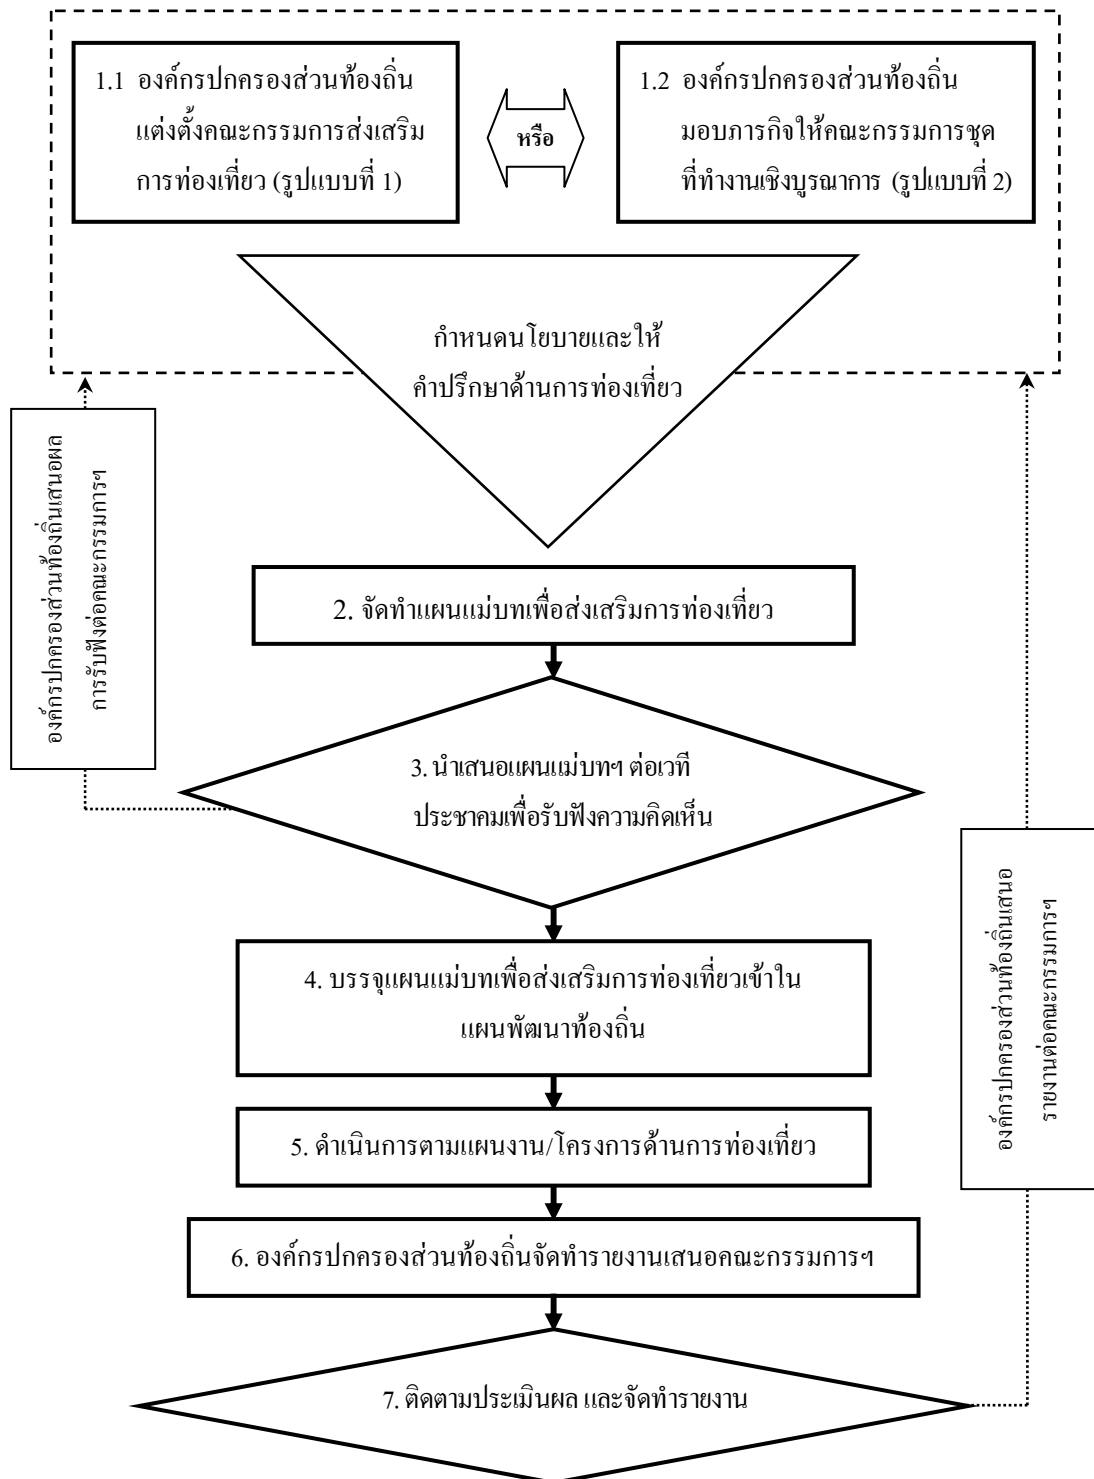 1.1 องค์กรปกครองส่วนท้องถิ่น
แต่งตั้งคณะกรรมการส่งเสริม
การท่องเที่ยว (รูปแบบที่ 1)
หรือ
1.2 องค์กรปกครองส่วนท้องถิ่น
มอบภารกิจให้คณะกรรมการชุด
ที่ทำงานเชิงบูรณาการ (รูปแบบที่ 2)
กำหนดนโยบายและให้
คำปรึกษาด้านการท่องเที่ยว
องค์กรปกครองส่วนท้องถิ่นเสนอผล
การรับฟังต่อคณะกรรมการฯ
2. จัดทำแผนแม่บทเพื่อส่งเสริมการท่องเที่ยว
3. นำเสนอแผนแม่บทฯ ต่อเวที
ประชาคมเพื่อรับฟังความคิดเห็น
4. บรรจุแผนแม่บทเพื่อส่งเสริมการท่องเที่ยวเข้าใน
แผนพัฒนาท้องถิ่น
องค์กรปกครองส่วนท้องถิ่นเสนอ
รายงานต่อคณะกรรมการฯ
5. ดำเนินการตามแผนงาน/โครงการด้านการท่องเที่ยว
6. องค์กรปกครองส่วนท้องถิ่นจัดทำรายงานเสนอคณะกรรมการฯ
7. ติดตามประเมินผล และจัดทำรายงาน